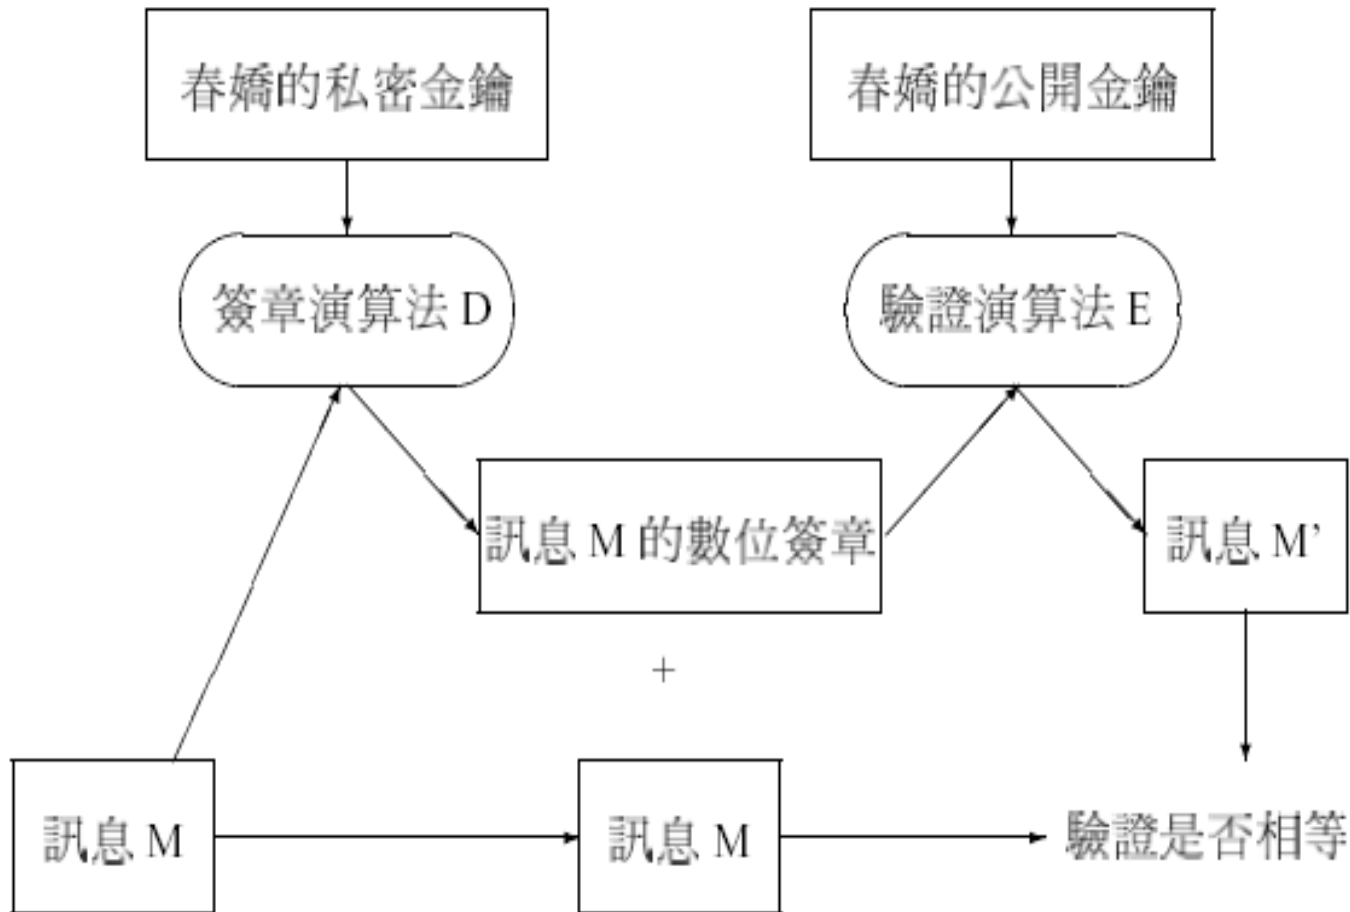 春嬌的私密金鑰
春嬌的公開金鑰
簽章演算法 D
驗證演算法 E
訊息 M 的數位簽章
訊息 M’
+
訊息 M
訊息 M
驗證是否相等